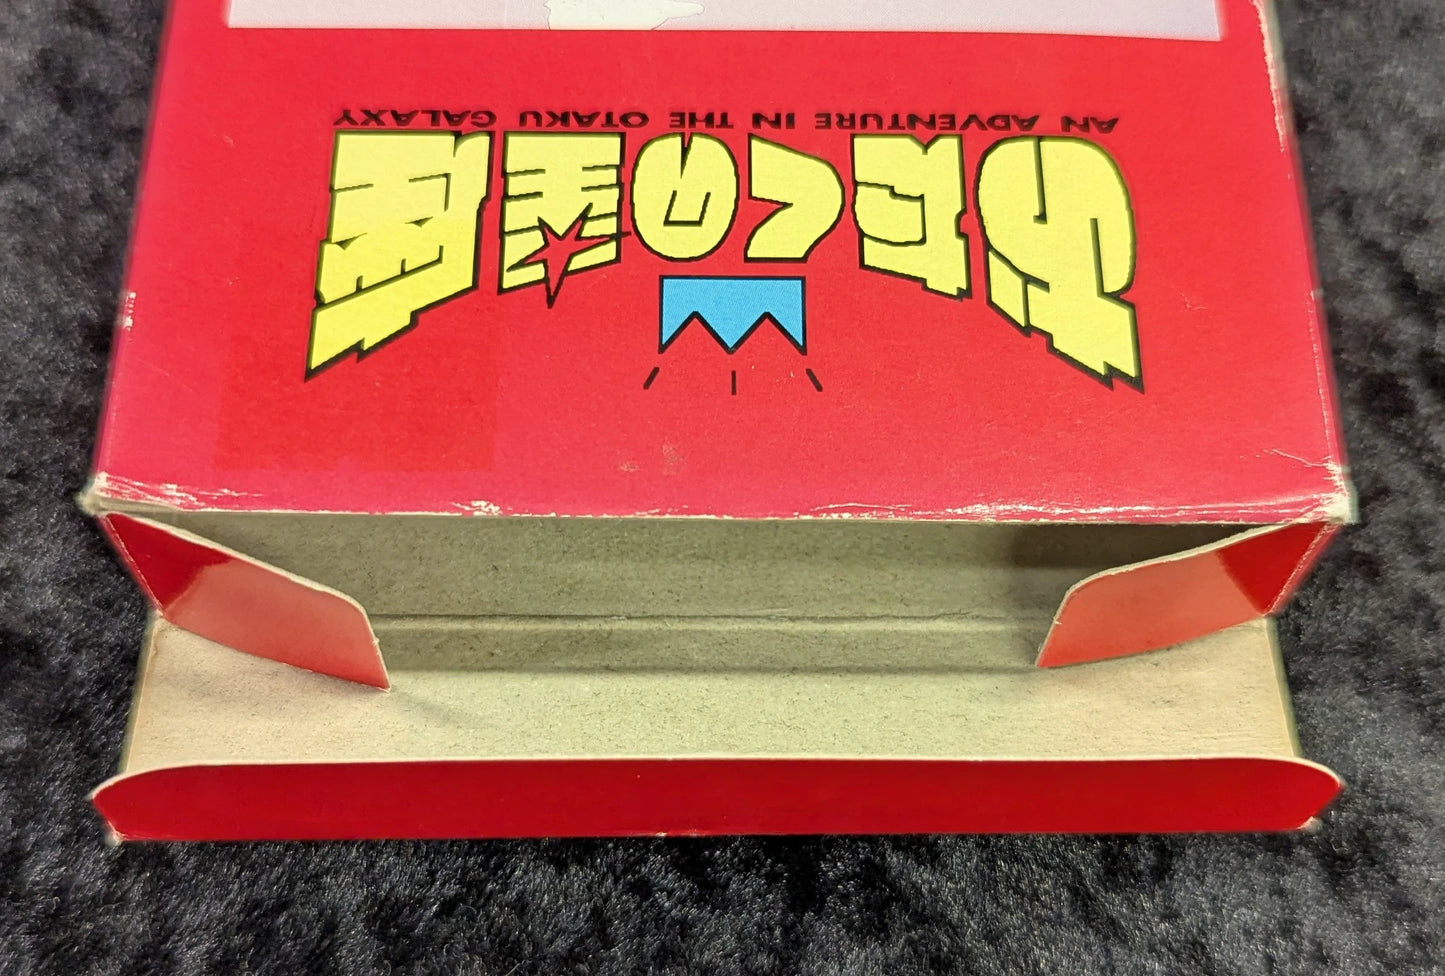 おたくの星座
AN ADVENTURE IN THE OTAKU GALAXY